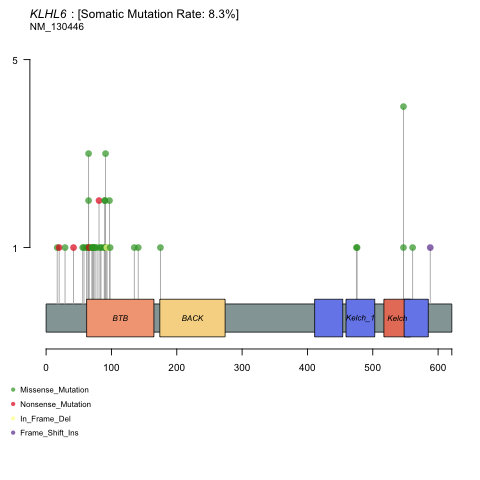 KLHL6 : [Somatic Mutation Rate: 8.3%]
NM_130446
5
1
BTB
BACK
Kelch_1
Kelch
0 100 200 300 400 500 600
Missense_Mutation
Nonsense_Mutation
In_Frame_Del
Frame_Shift_Ins